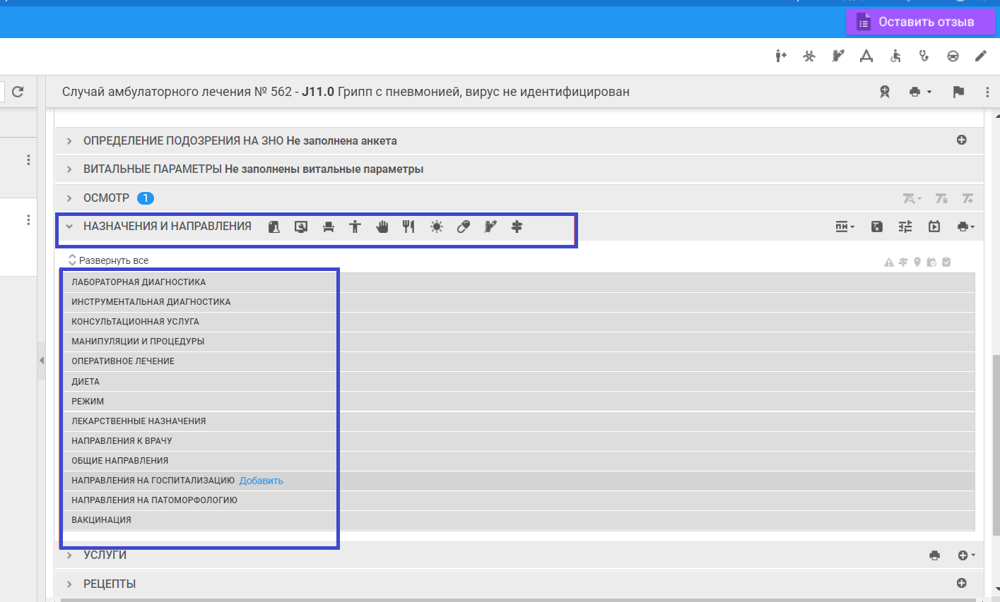 Оставить отзыв
Случай амбулаторного лечения № 562 - J11.0 Грипп с пневмонией, вирус не идентифицирован
ОПРЕДЕЛЕНИЕ ПОДОЗРЕНИЯ НА ЗНО Не заполнена анкета
ВИТАЛЬНЫЕ ПАРАМЕТРЫ Не заполнены витальные параметры
ОСМОТР 1
НАЗНАЧЕНИЯ И НАПРАВЛЕНИЯ ПН
Развернуть все
ЛАБОРАТОРНАЯ ДИАГНОСТИКА
ИНСТРУМЕНТАЛЬНАЯ ДИАГНОСТИКА
КОНСУЛЬТАЦИОННАЯ УСЛУГА
МАНИПУЛЯЦИИ И ПРОЦЕДУРЫ
ОПЕРАТИВНОЕ ЛЕЧЕНИЕ
ДИЕТА
РЕЖИМ
ЛЕКАРСТВЕННЫЕ НАЗНАЧЕНИЯ
НАПРАВЛЕНИЯ К ВРАЧУ
ОБЩИЕ НАПРАВЛЕНИЯ
НАПРАВЛЕНИЯ НА ГОСПИТАЛИЗАЦИЮ Добавить
НАПРАВЛЕНИЯ НА ПАТОМОРФОЛОГИЮ
ВАКЦИНАЦИЯ
УСЛУГИ
РЕЦЕПТЫ